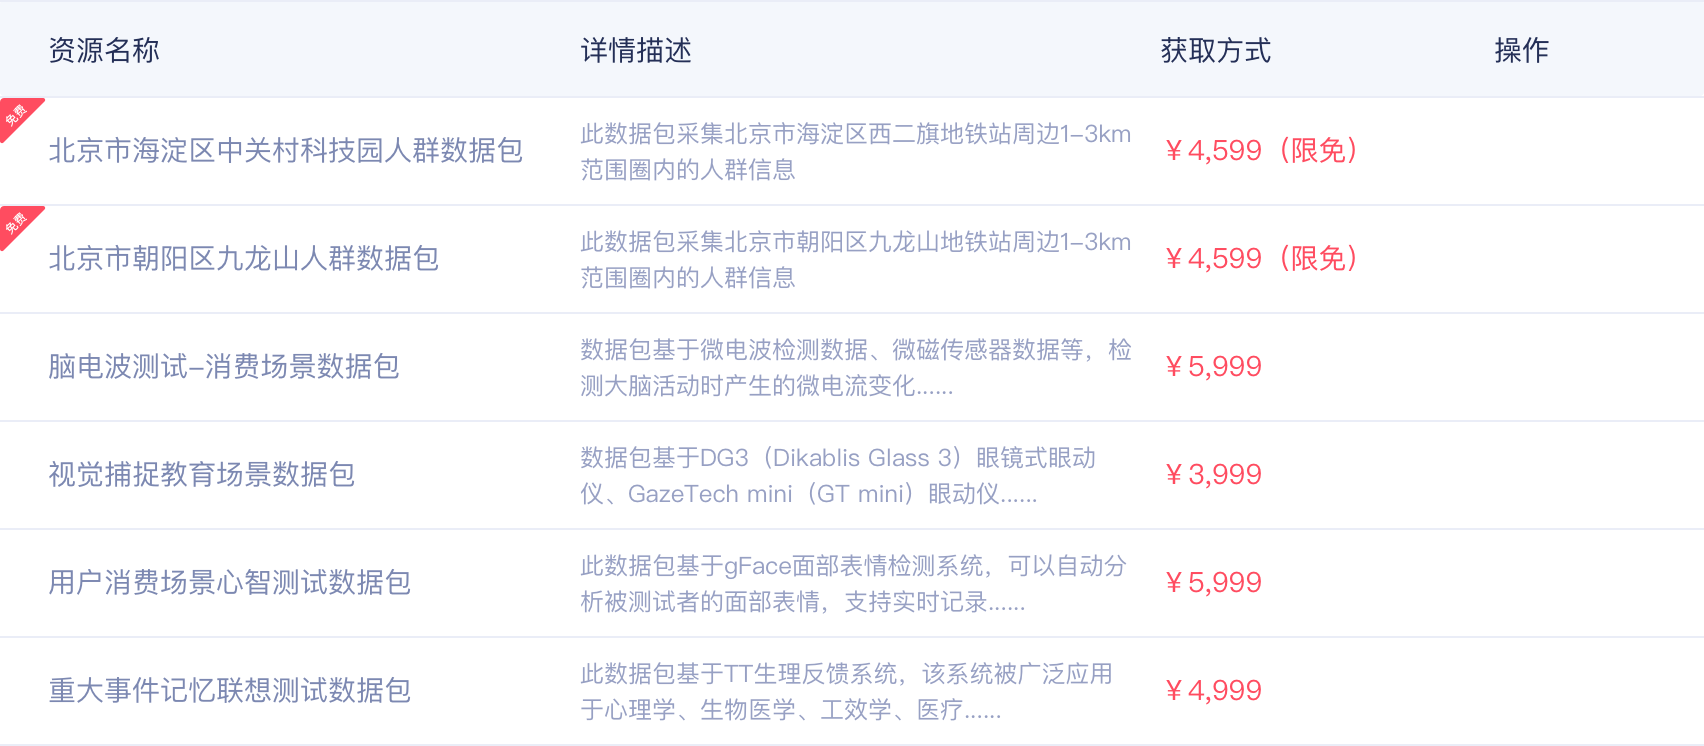 资源名称 详情描述 获取方式 操作
免费
北京市海淀区中关村科技园人群数据包
此数据包采集北京市海淀区西二旗地铁站周边1-3km
范围圈内的人群信息
¥4,599（限免）
免费
北京市朝阳区九龙山人群数据包
此数据包采集北京市朝阳区九龙山地铁站周边1-3km
范围圈内的人群信息
¥4,599（限免）
脑电波测试-消费场景数据包
数据包基于微电波检测数据、微磁传感器数据等，检
测大脑活动时产生的微电流变化......
¥5,999
视觉捕捉教育场景数据包
数据包基于DG3（Dikablis Glass 3）眼镜式眼动
仪、GazeTech mini（GT mini）眼动仪......
¥3,999
用户消费场景心智测试数据包
此数据包基于gFace面部表情检测系统，可以自动分
析被测试者的面部表情，支持实时记录......
¥5,999
重大事件记忆联想测试数据包
此数据包基于TT生理反馈系统，该系统被广泛应用
于心理学、生物医学、工效学、医疗......
¥4,999